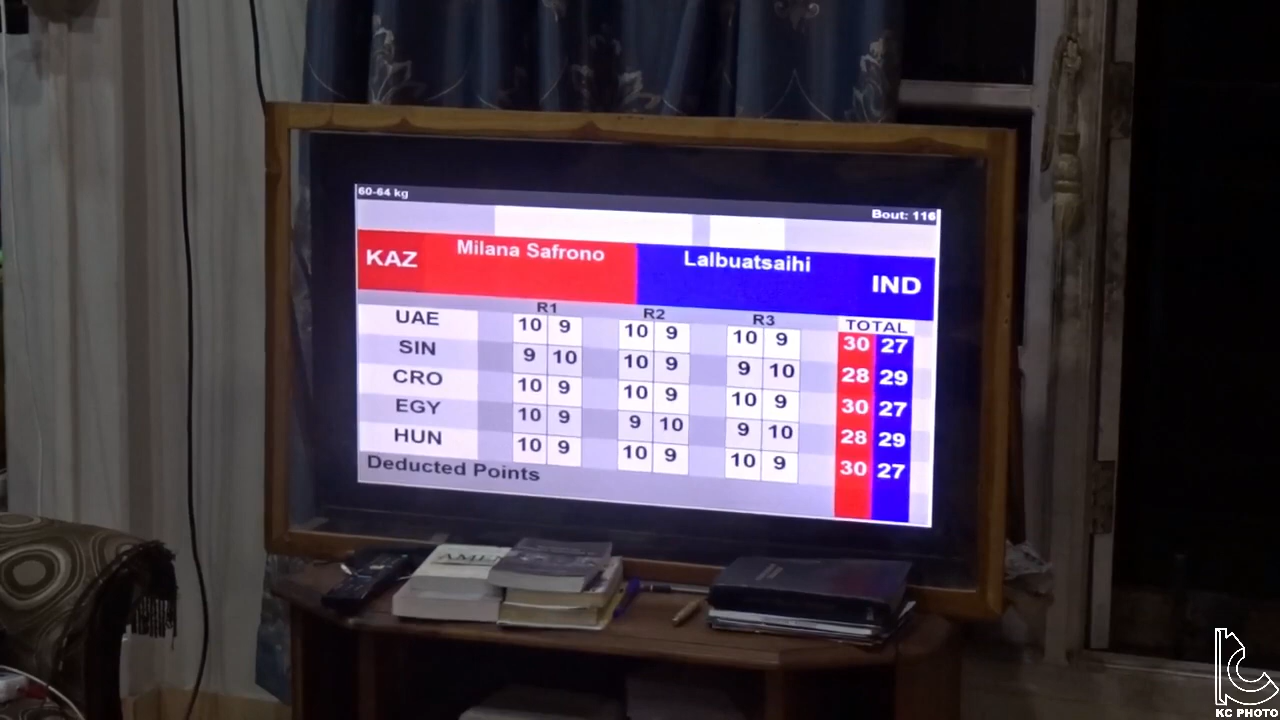 60-64 kg
Bout: 116
KAZ Milana Safrono Lalbuatsaihi IND
R1 R2 R3 TOTAL
UAE 10 9 10 9 10 9 30 27
SIN 9 10 10 9 9 10 28 29
CRO 10 9 10 9 10 9 30 27
EGY 10 9 9 10 9 10 28 29
HUN 10 9 10 9 10 9 30 27
Deducted Points
KC PHOTO